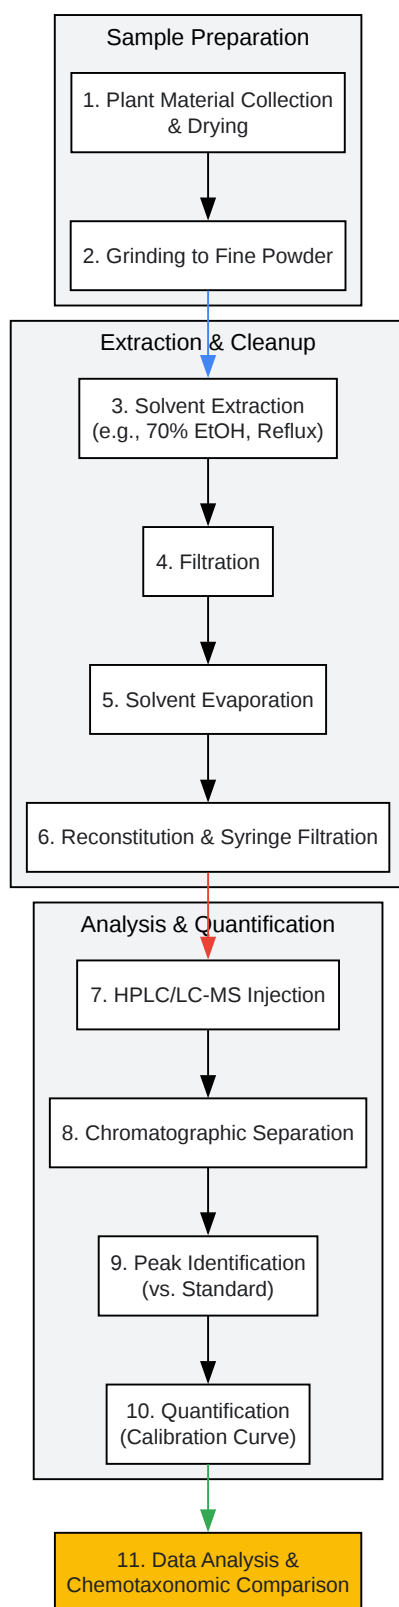 Sample Preparation
1. Plant Material Collection
& Drying
2. Grinding to Fine Powder
Extraction & Cleanup
3. Solvent Extraction
(e.g., 70% EtOH, Reflux)
4. Filtration
5. Solvent Evaporation
6. Reconstitution & Syringe Filtration
Analysis & Quantification
7. HPLC/LC-MS Injection
8. Chromatographic Separation
9. Peak Identification
(vs. Standard)
10. Quantification
(Calibration Curve)
11. Data Analysis &
Chemotaxonomic Comparison